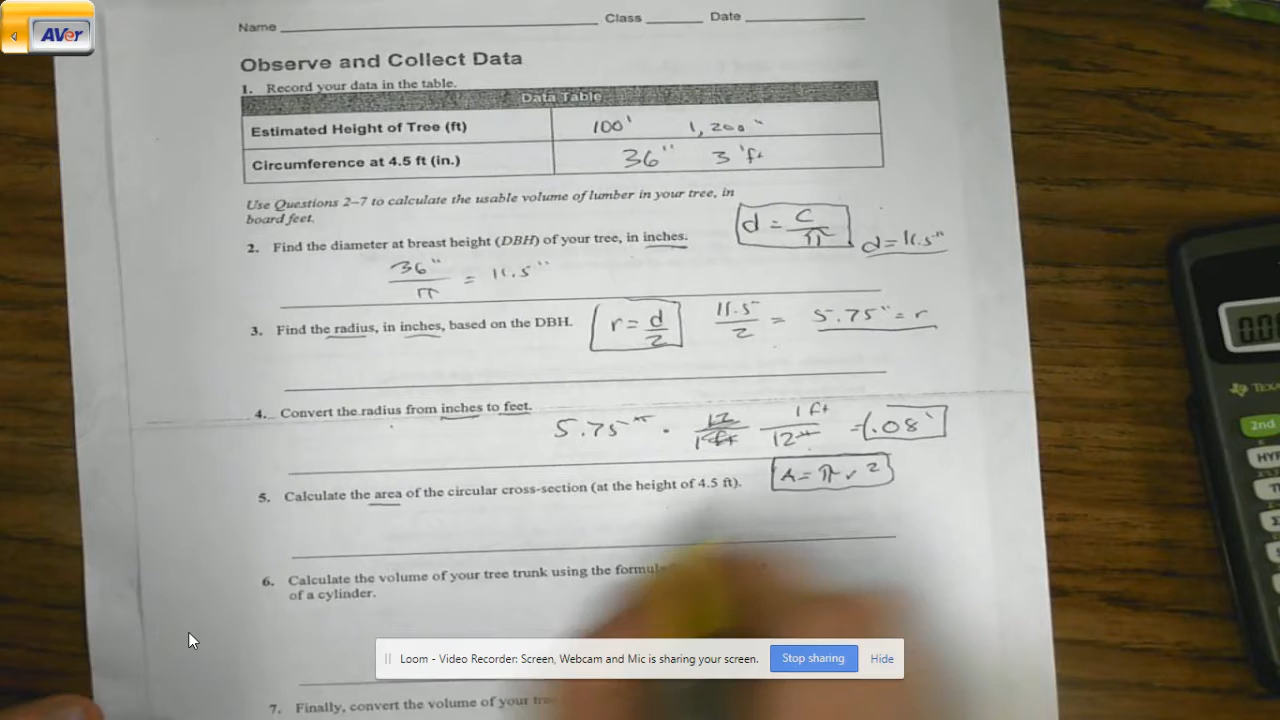 AVer
Name Class Date
Observe and Collect Data
1. Record your data in the table.
Data Table
Estimated Height of Tree (ft) 100' 1,200"
Circumference at 4.5 ft (in.) 36" 3 'ft
Use Questions 2–7 to calculate the usable volume of lumber in your tree, in
board feet.
d = C/π
2. Find the diameter at breast height (DBH) of your tree, in inches. d = 11.5"
36"/π = 11.5"
3. Find the radius, in inches, based on the DBH. r = d/2 11.5/2 = 5.75" = r
4. Convert the radius from inches to feet.
5.75 · 12/1ft 1 ft/12 = .08'
5. Calculate the area of the circular cross-section (at the height of 4.5 ft). A = πr²
6. Calculate the volume of your tree trunk using the
of a cylinder.
7. Finally, convert the volume of your
Loom - Video Recorder: Screen, Webcam and Mic is sharing your screen. Stop sharing Hide
0.0
2nd